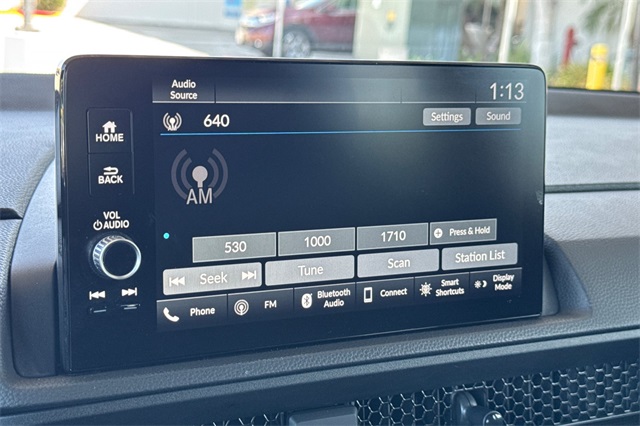 Audio
Source
1:13
640
Settings
Sound
HOME
BACK
VOL
AUDIO
AM
530
1000
1710
Press & Hold
Seek
Tune
Scan
Station List
Phone
FM
Bluetooth
Audio
Connect
Smart
Shortcuts
Display
Mode